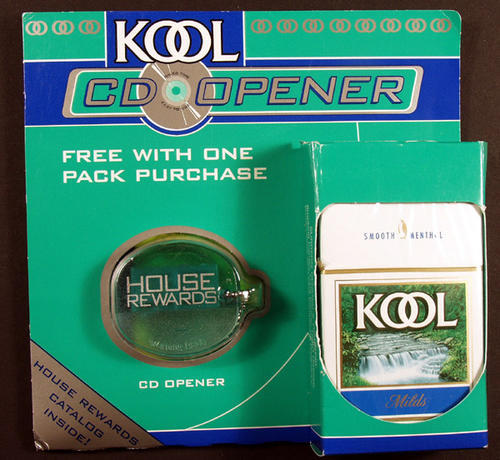 KOOL
CD OPENER
FREE WITH ONE
PACK PURCHASE
HOUSE
REWARDS
CD OPENER
HOUSE REWARDS
CATALOG
INSIDE!
SMOOTH MENTHOL
KOOL
Milds